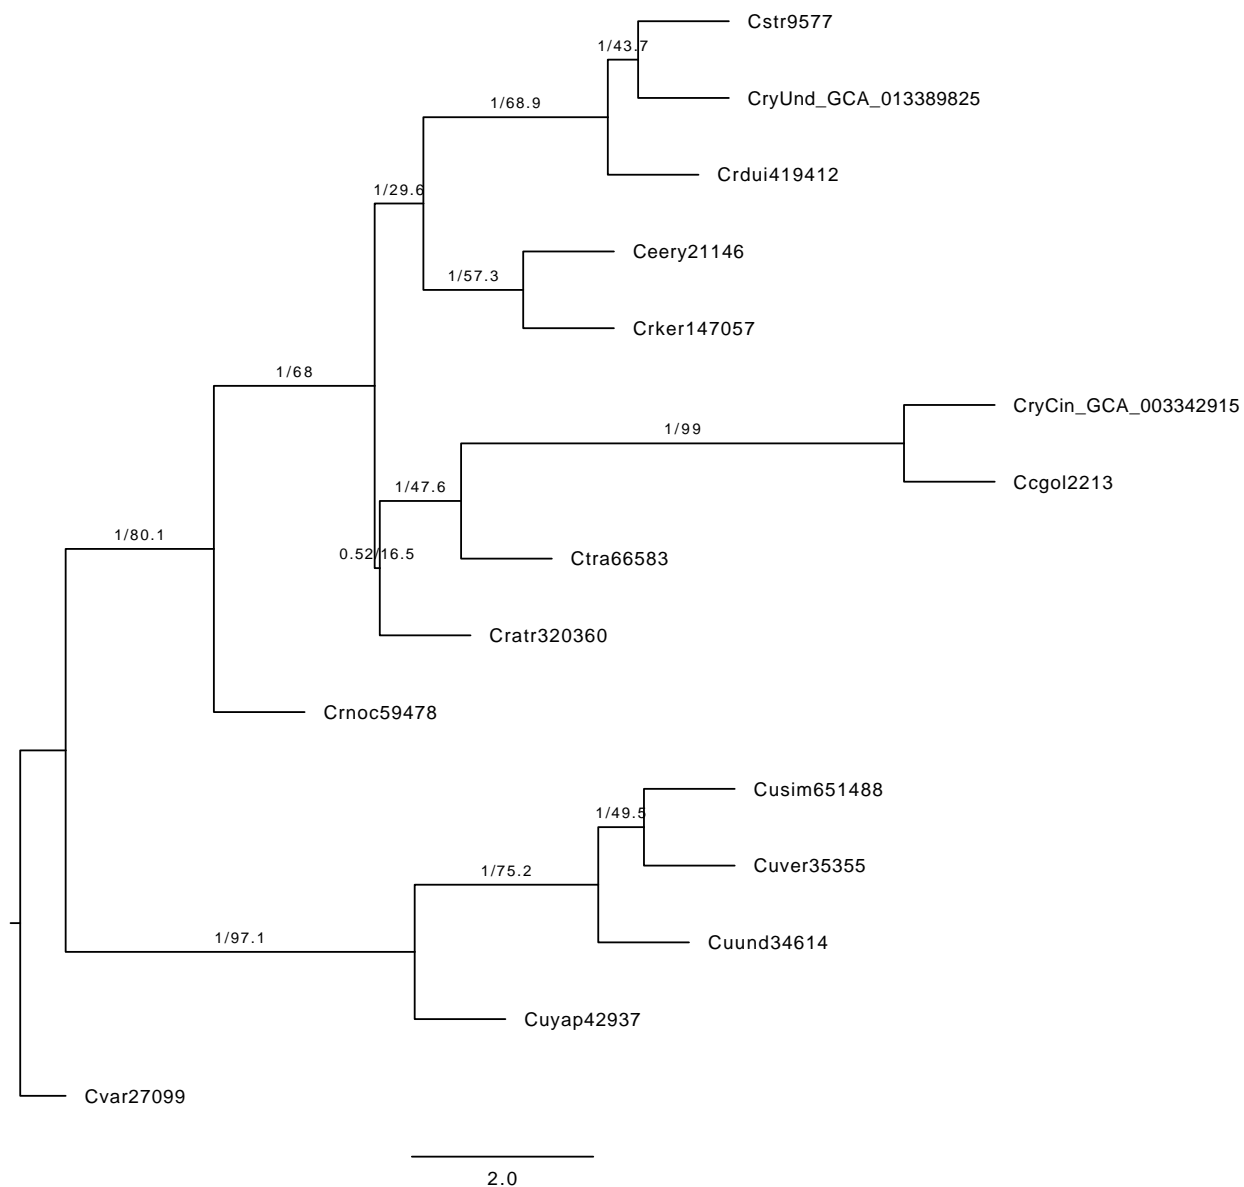 Cstr9577
1/43.7
CryUnd_GCA_013389825
1/68.9
Crdui419412
1/29.6
Ceery21146
1/57.3
Crker147057
1/68
CryCin_GCA_003342915
1/99
Ccgol2213
1/47.6
1/80.1
0.52/16.5
Ctra66583
Cratr320360
Crnoc59478
Cusim651488
1/49.5
Cuver35355
1/75.2
1/97.1
Cuund34614
Cuyap42937
Cvar27099
2.0